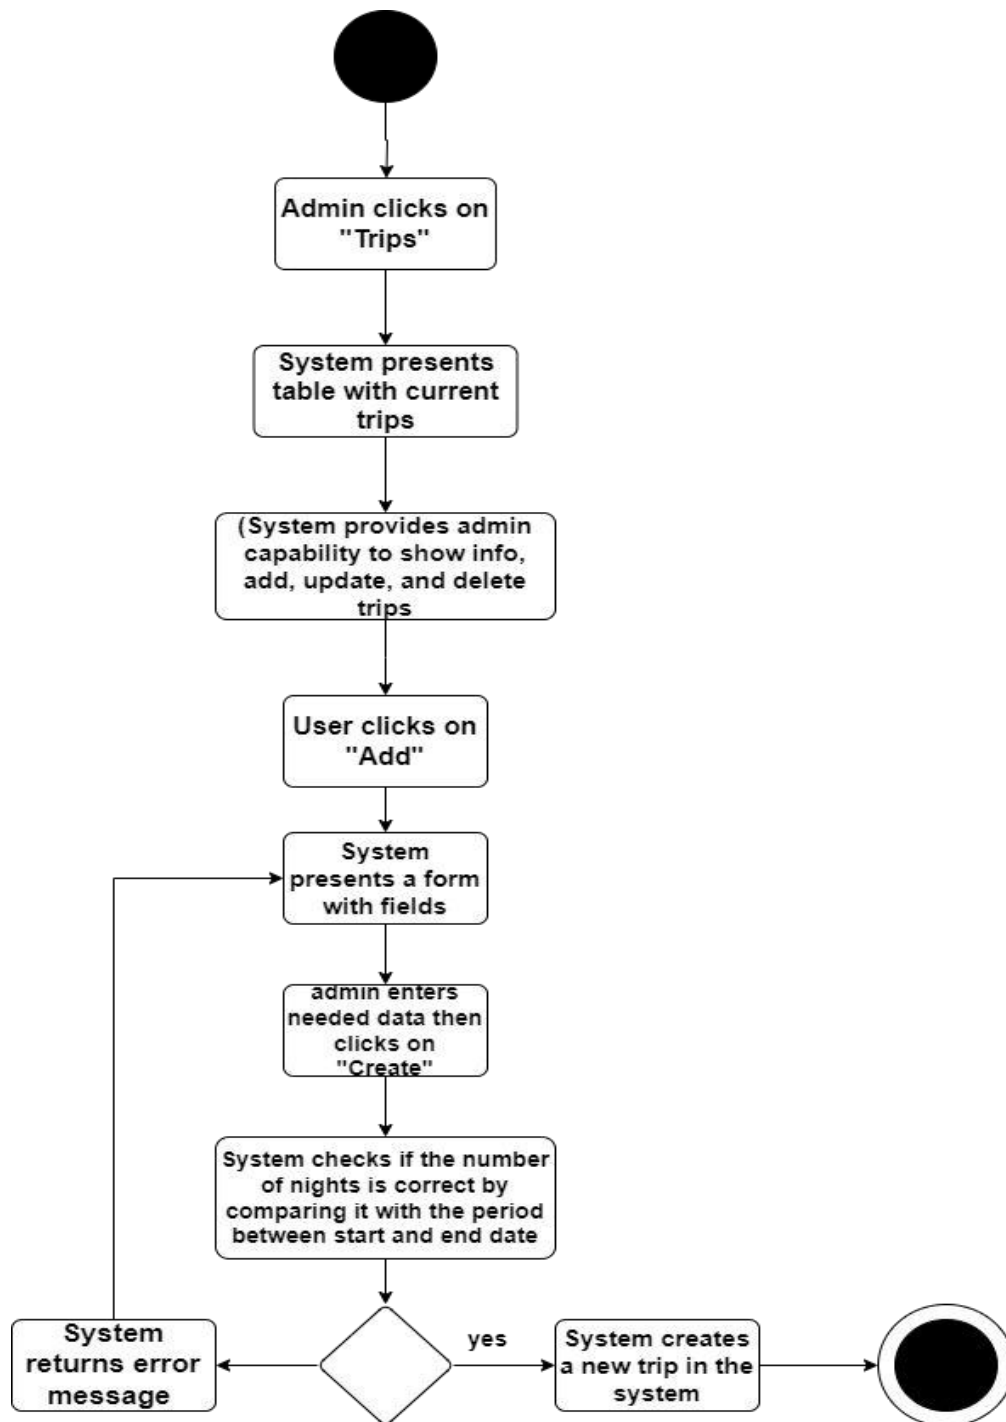 Admin clicks on
"Trips"
System presents
table with current
trips
(System provides admin
capability to show info,
add, update, and delete
trips
User clicks on
"Add"
System
presents a form
with fields
admin enters
needed data then
clicks on
"Create"
System checks if the number
of nights is correct by
comparing it with the period
between start and end date
System
returns error
message
yes
System creates
a new trip in the
system